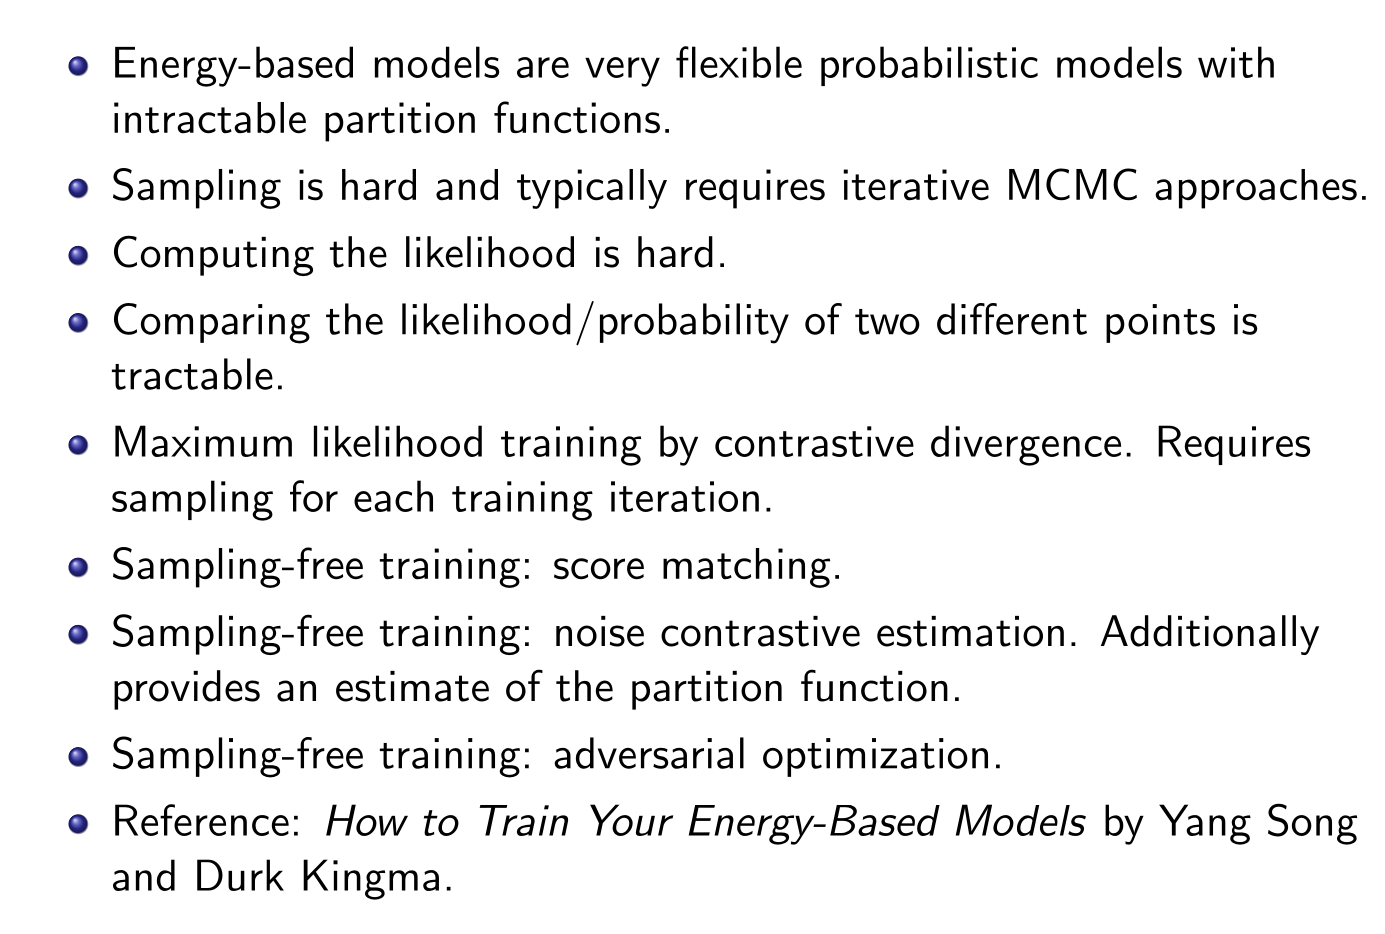 Energy-based models are very flexible probabilistic models with
intractable partition functions.
Sampling is hard and typically requires iterative MCMC approaches.
Computing the likelihood is hard.
Comparing the likelihood/probability of two different points is
tractable.
Maximum likelihood training by contrastive divergence. Requires
sampling for each training iteration.
Sampling-free training: score matching.
Sampling-free training: noise contrastive estimation. Additionally
provides an estimate of the partition function.
Sampling-free training: adversarial optimization.
Reference: How to Train Your Energy-Based Models by Yang Song
and Durk Kingma.